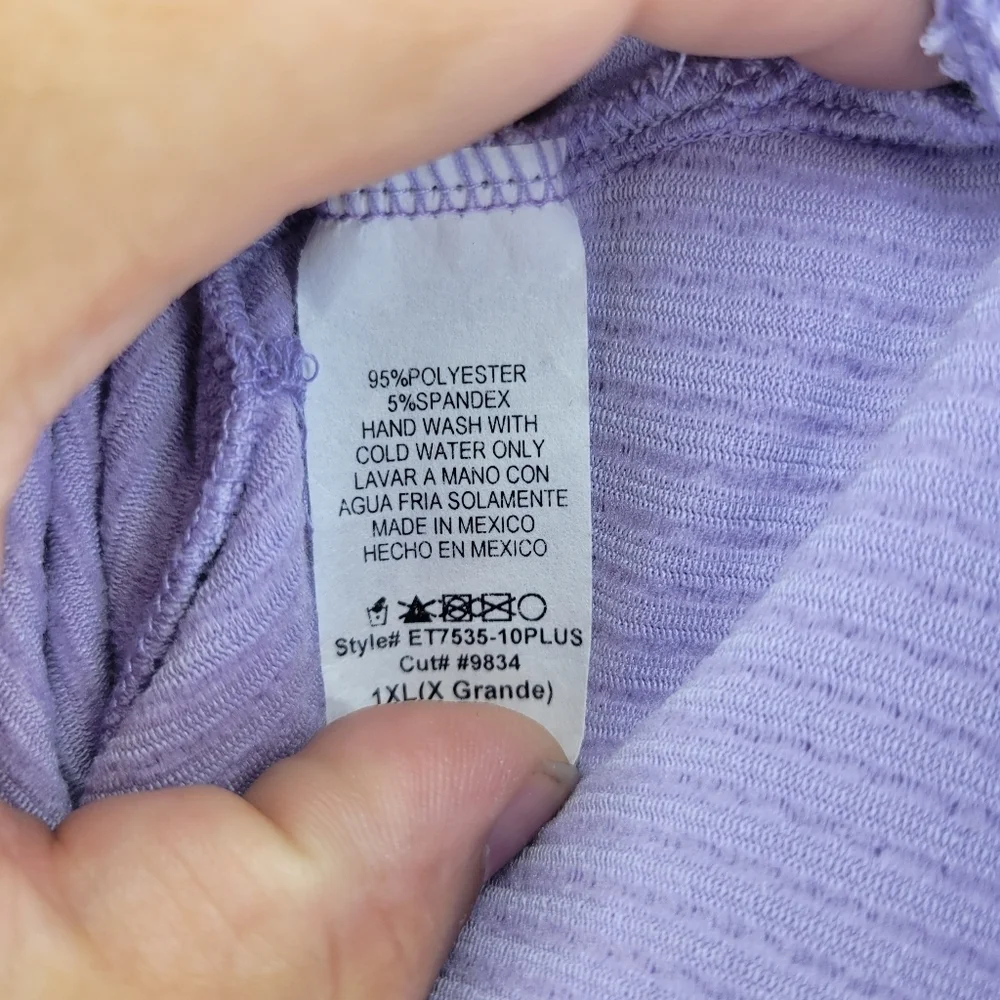 95%POLYESTER
5%SPANDEX
HAND WASH WITH
COLD WATER ONLY
LAVAR A MANO CON
AGUA FRIA SOLAMENTE
MADE IN MEXICO
HECHO EN MEXICO
Style# ET7535-10PLUS
Cut# #9834
1XL(X Grande)